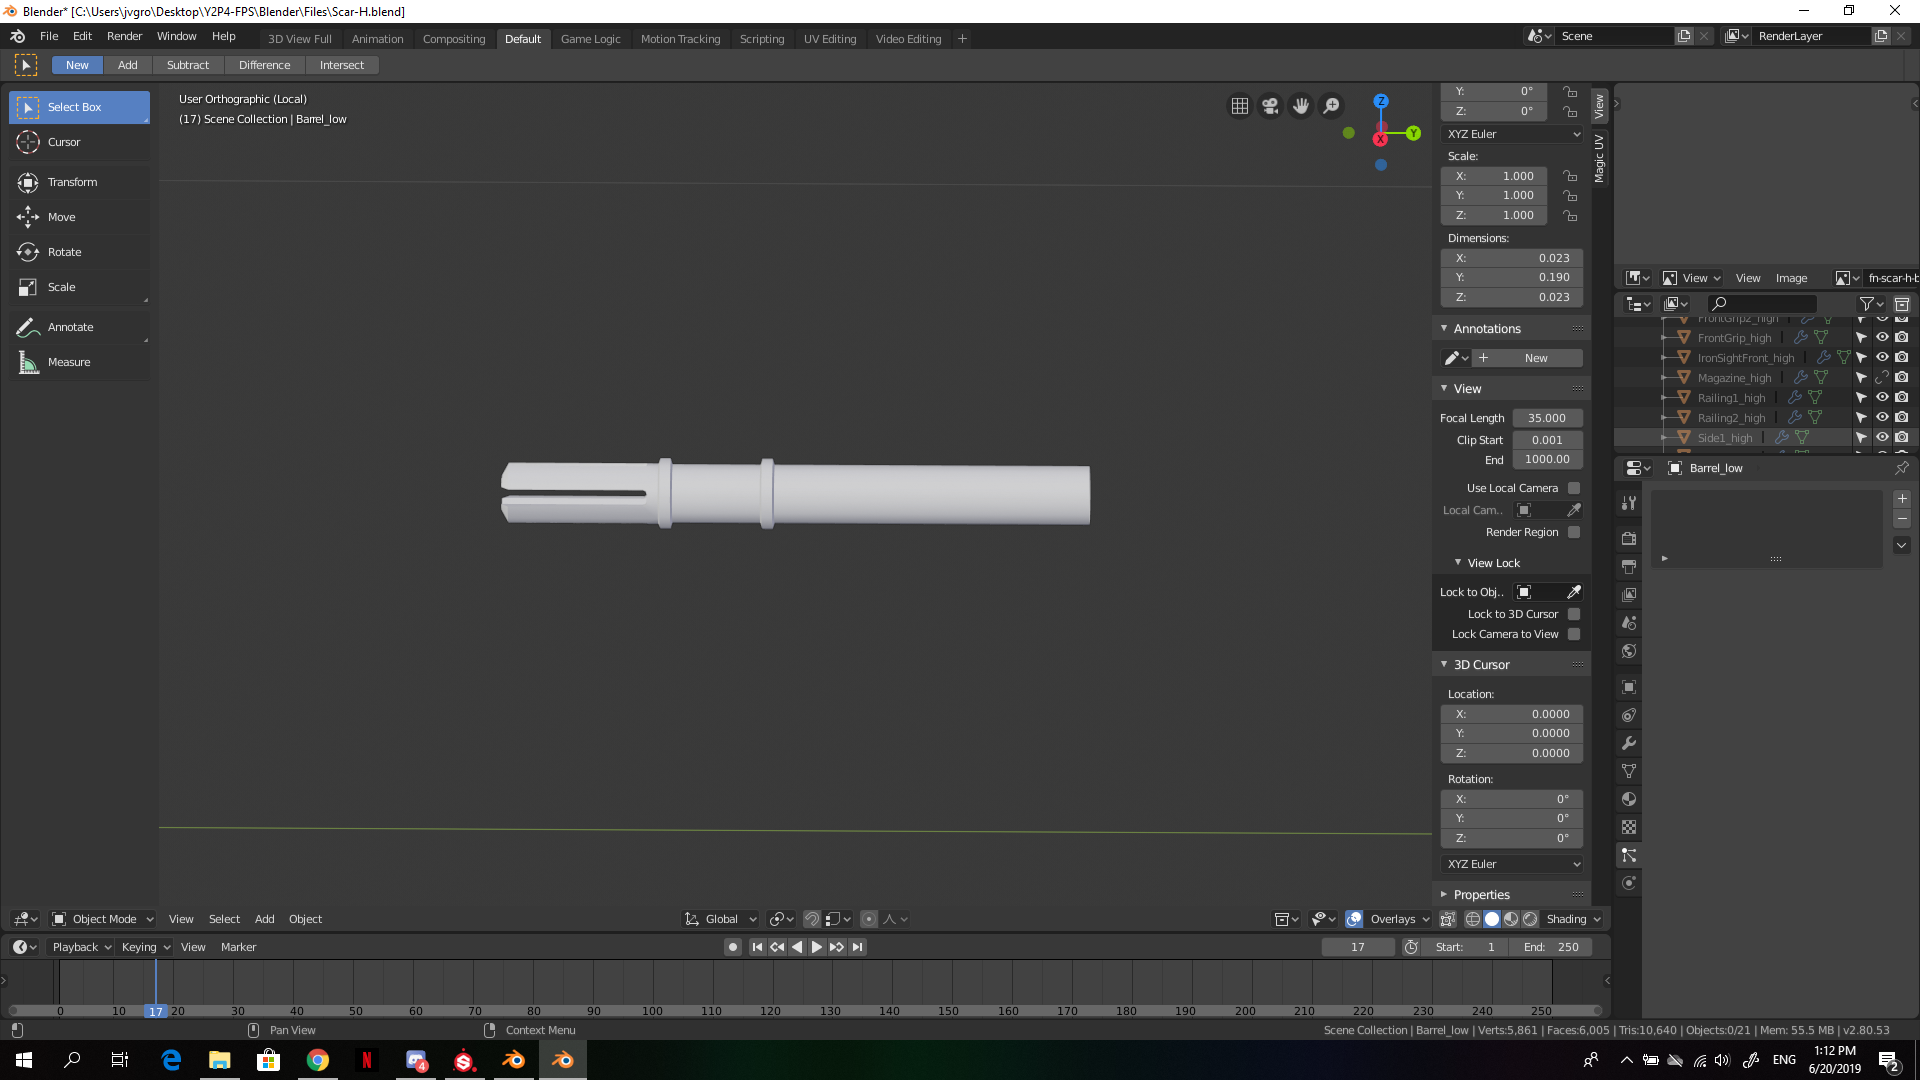 Blender* [C:\Users\jvgro\Desktop\Y2P4-FPS\Blender\Files\Scar-H.blend]
File Edit Render Window Help 3D View Full Animation Compositing Default Game Logic Motion Tracking Scripting UV Editing Video Editing Scene RenderLayer
New Add Subtract Difference Intersect
Select Box
Cursor
Transform
Move
Rotate
Scale
Annotate
Measure
User Orthographic (Local)
(17) Scene Collection | Barrel_low
Z
Y
X
Y: 0°
Z: 0°
XYZ Euler
Scale:
X: 1.000
Y: 1.000
Z: 1.000
Dimensions:
X: 0.023
Y: 0.190
Z: 0.023
Annotations
New
View
Focal Length 35.000
Clip Start 0.001
End 1000.00
Use Local Camera
Local Cam..
Render Region
View Lock
Lock to Obj..
Lock to 3D Cursor
Lock Camera to View
3D Cursor
Location:
X: 0.0000
Y: 0.0000
Z: 0.0000
Rotation:
X: 0°
Y: 0°
Z: 0°
XYZ Euler
Properties
View
Magic UV
View View Image fn-scar-h-b
FrontGrip2_high
FrontGrip_high
IronSightFront_high
Magazine_high
Railing1_high
Railing2_high
Side1_high
Barrel_low
Object Mode View Select Add Object Global Overlays Shading
Playback Keying View Marker 17 Start: 1 End: 250
0 10 17 20 30 40 50 60 70 80 90 100 110 120 130 140 150 160 170 180 190 200 210 220 230 240 250
Pan View Context Menu Scene Collection | Barrel_low | Verts:5,861 | Faces:6,005 | Tris:10,640 | Objects:0/21 | Mem: 55.5 MB | v2.80.53
4
ENG
1:12 PM
6/20/2019
2